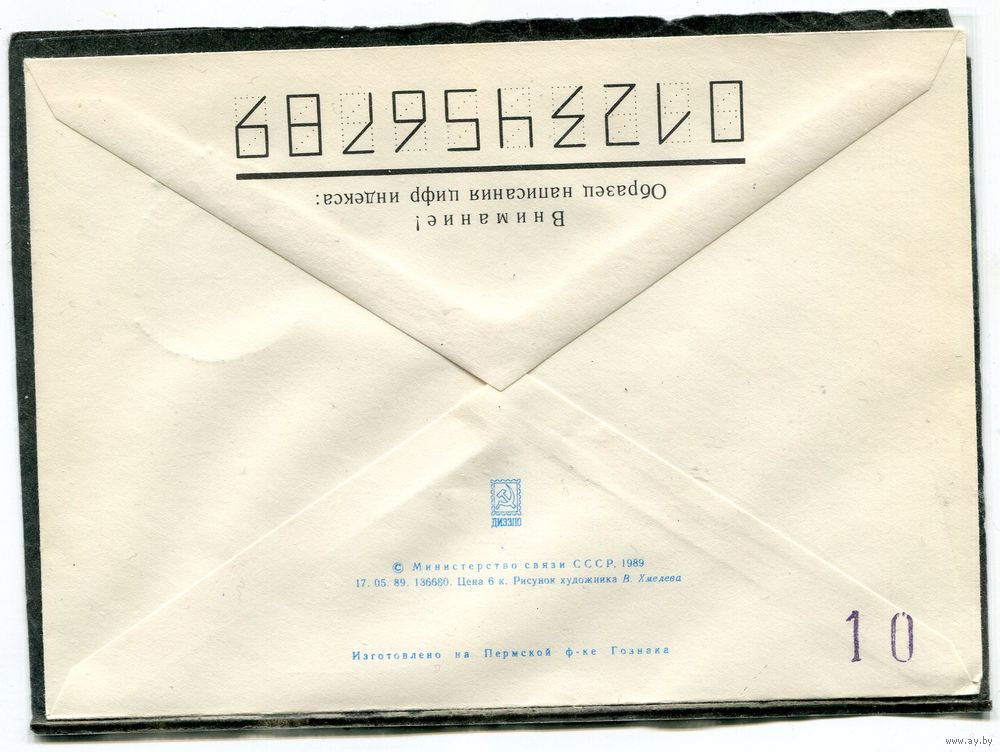 0123456789
Образец написания цифр индекса:
Внимание!
ДИЭЗПО
© Министерство связи СССР, 1989
17. 05. 89. 136680. Цена 6 к. Рисунок художника В. Хмелева
Изготовлено на Пермской ф-ке Гознака
10
www.ay.by